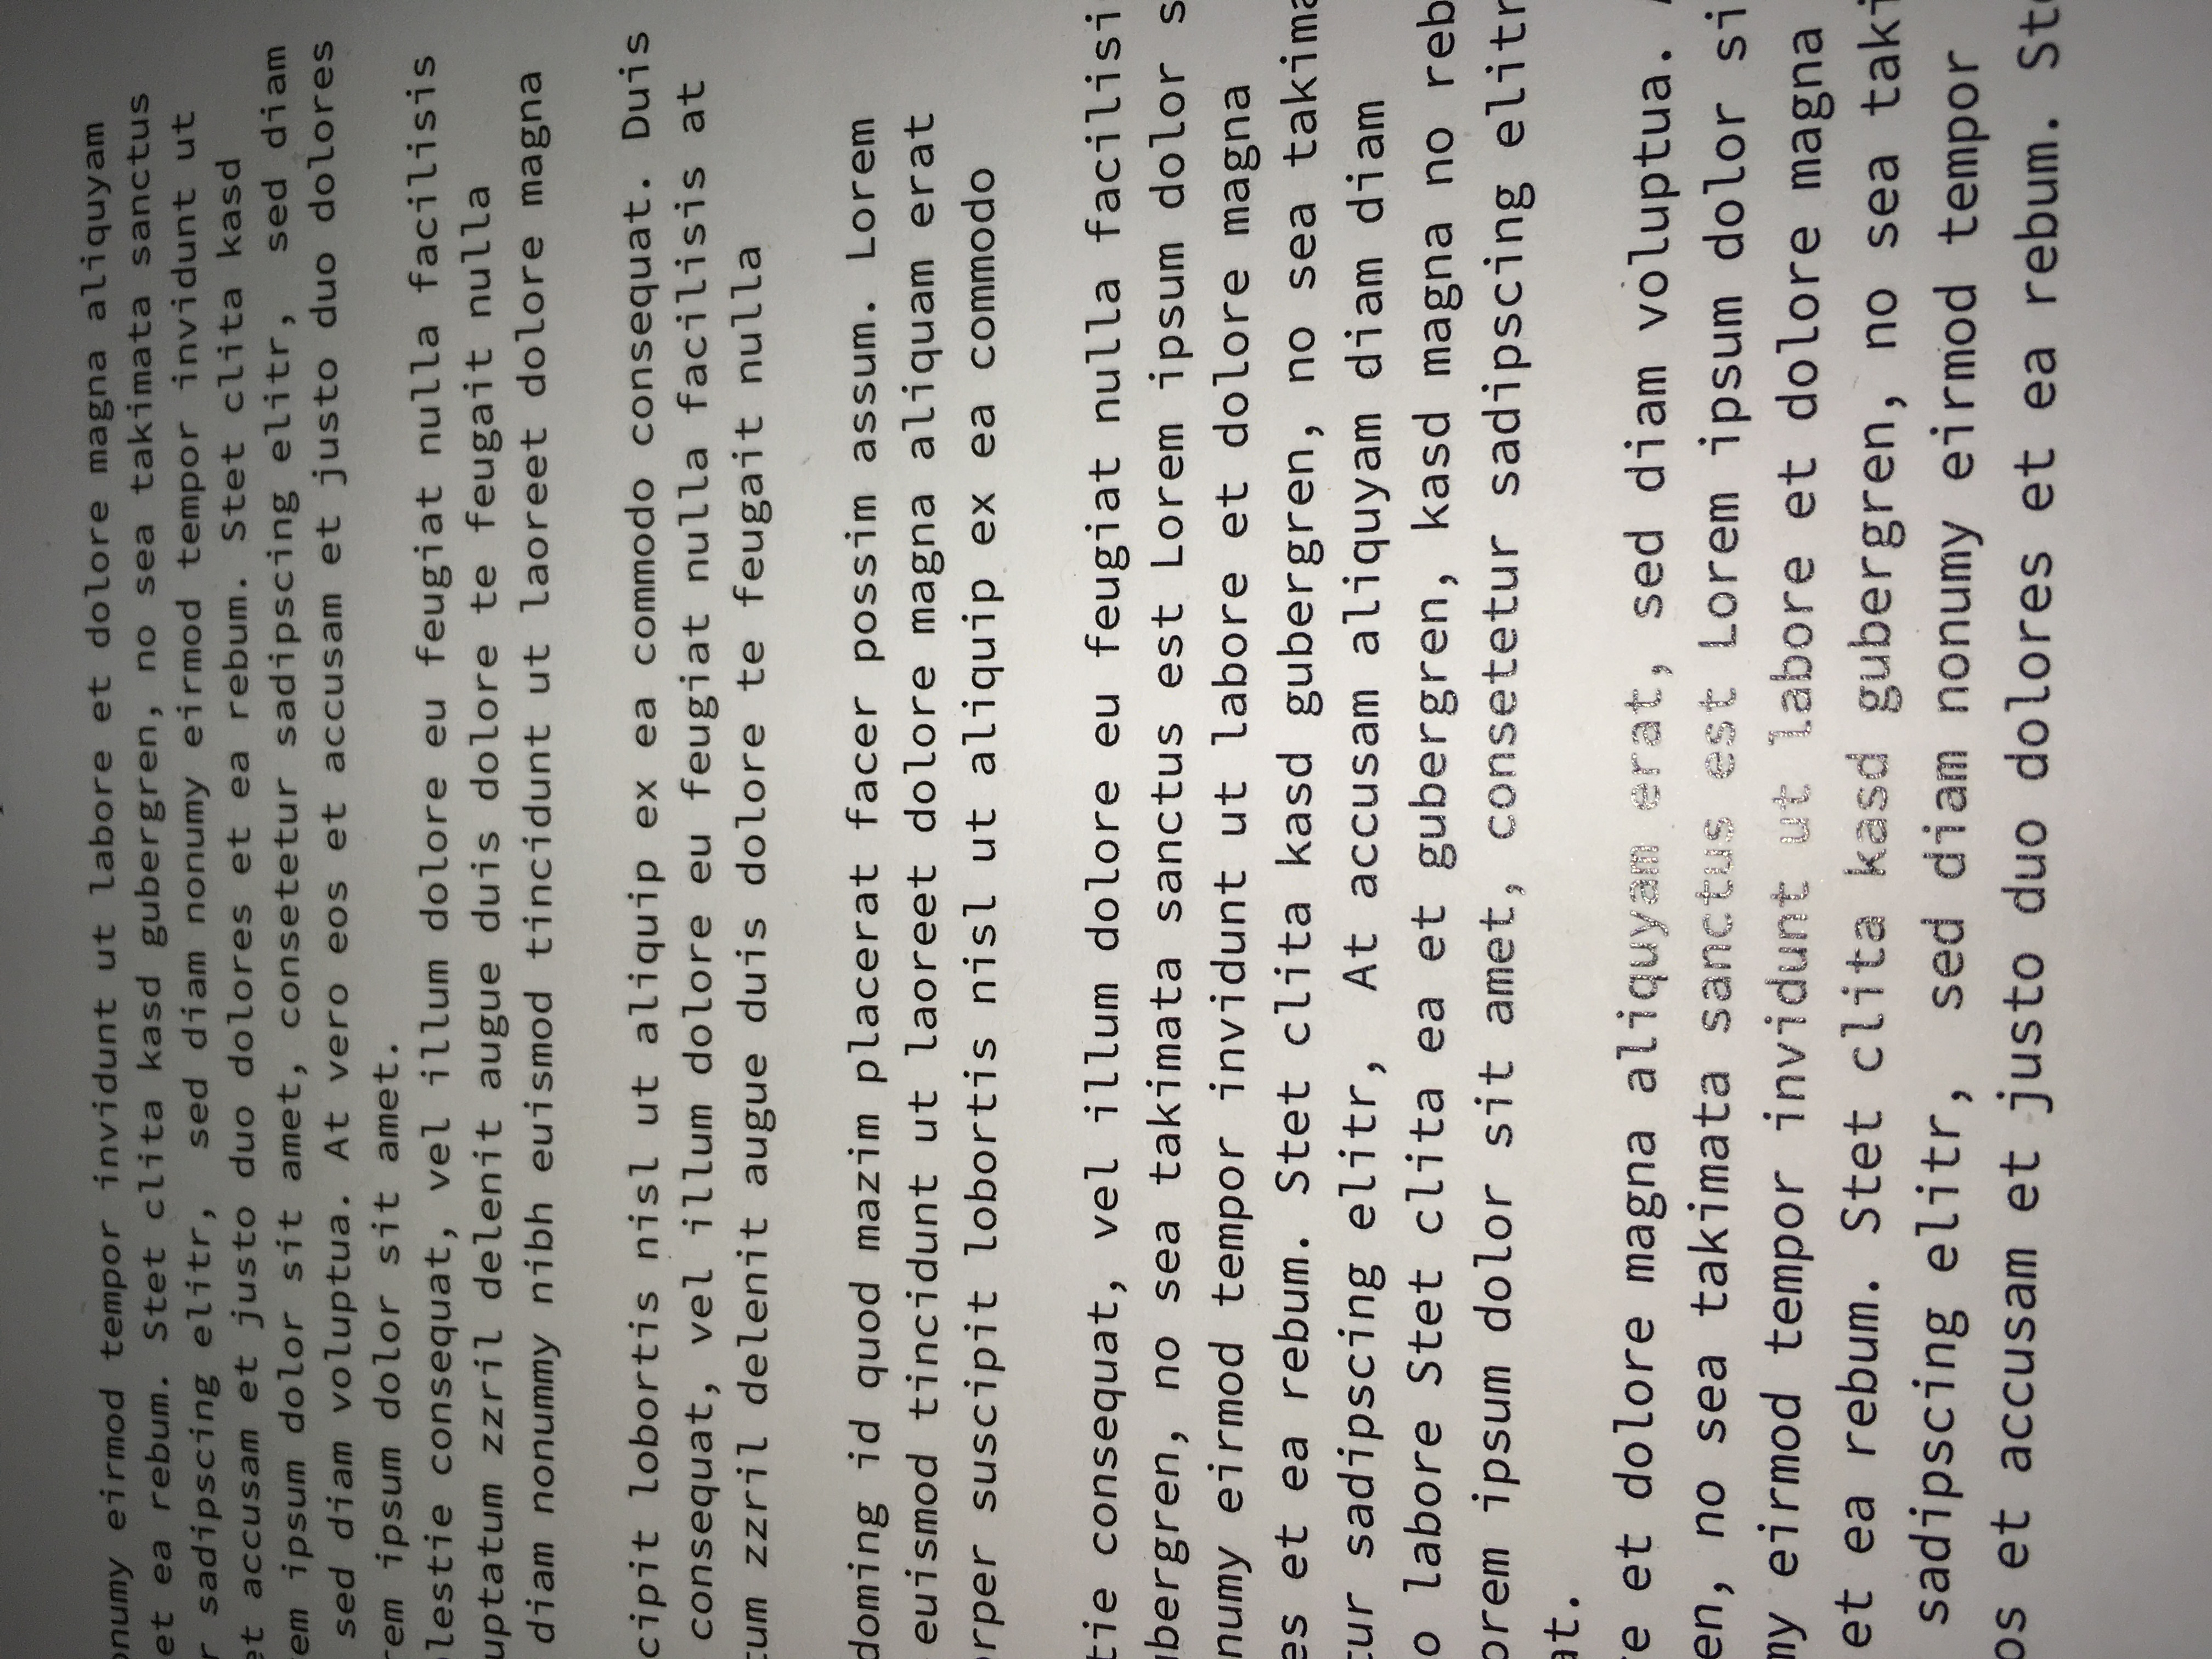 onumy eirmod tempor invidunt ut labore et dolore magna aliquyam
et ea rebum. Stet clita kasd gubergren, no sea takimata sanctus
r sadipscing elitr,  sed diam nonumy eirmod tempor invidunt ut
et accusam et justo duo dolores et ea rebum. Stet clita kasd
em ipsum dolor sit amet, consetetur sadipscing elitr,  sed diam
sed diam voluptua. At vero eos et accusam et justo duo dolores
rem ipsum dolor sit amet.
lestie consequat, vel illum dolore eu feugiat nulla facilisis
uptatum zzril delenit augue duis dolore te feugait nulla
diam nonummy nibh euismod tincidunt ut laoreet dolore magna
cipit lobortis nisl ut aliquip ex ea commodo consequat. Duis
consequat, vel illum dolore eu feugiat nulla facilisis at
tum zzril delenit augue duis dolore te feugait nulla
doming id quod mazim placerat facer possim assum. Lorem
euismod tincidunt ut laoreet dolore magna aliquam erat
orper suscipit lobortis nisl ut aliquip ex ea commodo
tie consequat, vel illum dolore eu feugiat nulla facilisi
ubergren, no sea takimata sanctus est Lorem ipsum dolor s
numy eirmod tempor invidunt ut labore et dolore magna
es et ea rebum. Stet clita kasd gubergren, no sea takima
tur sadipscing elitr,  At accusam aliquyam diam diam
o labore Stet clita ea et gubergren, kasd magna no reb
orem ipsum dolor sit amet, consetetur sadipscing elitr
at.
re et dolore magna aliquyam erat, sed diam voluptua. A
en, no sea takimata sanctus est Lorem ipsum dolor si
my eirmod tempor invidunt ut labore et dolore magna
et ea rebum. Stet clita kasd gubergren, no sea taki
sadipscing elitr,  sed diam nonumy eirmod tempor
os et accusam et justo duo dolores et ea rebum. Ste